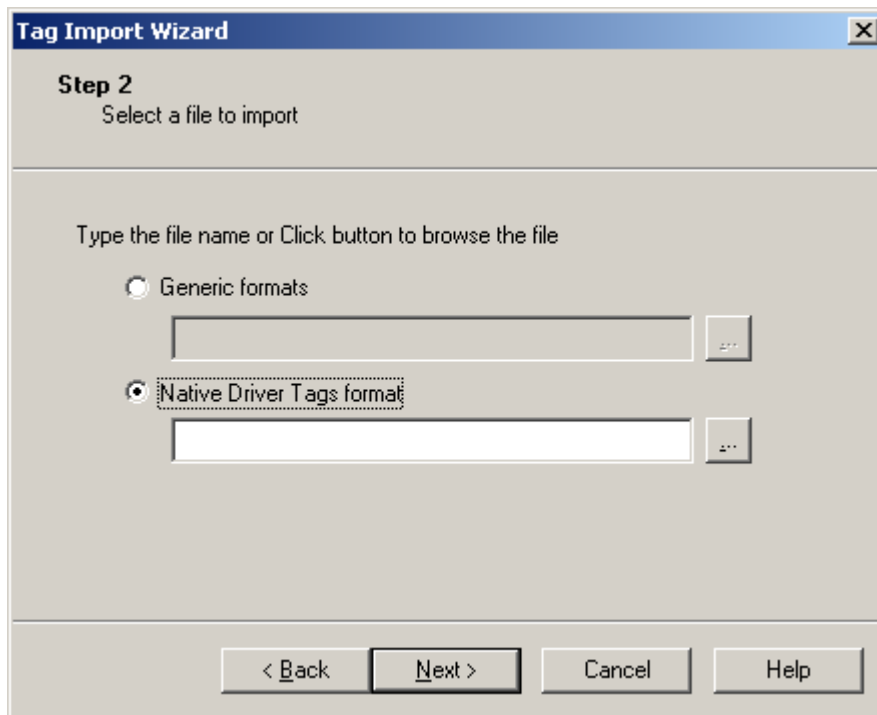 Tag Import Wizard
Step 2
Select a file to import
Type the file name or Click button to browse the file
Generic formats
...
Native Driver Tags format
...
< Back Next > Cancel Help